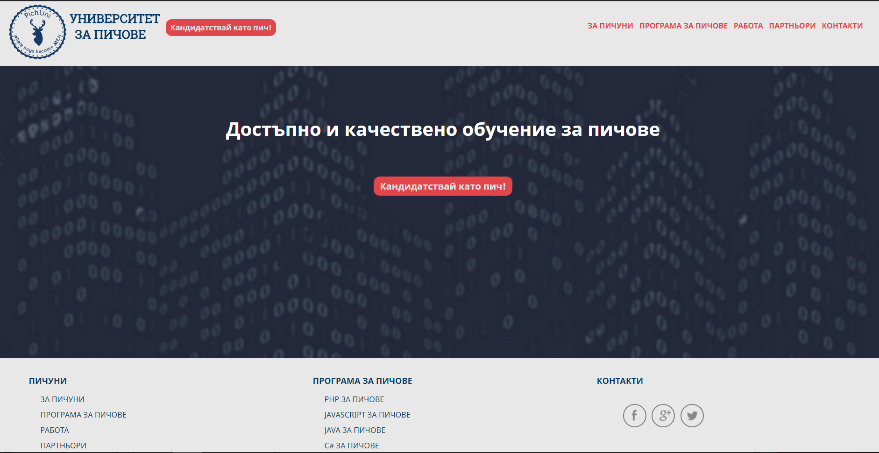 PichUni
УНИВЕРСИТЕТ
ЗА ПИЧОВЕ
Кандидатствай като пич!
ЗА ПИЧУНИ ПРОГРАМА ЗА ПИЧОВЕ РАБОТА ПАРТНЬОРИ КОНТАКТИ
Достъпно и качествено обучение за пичове
Кандидатствай като пич!
ПИЧУНИ
ЗА ПИЧУНИ
ПРОГРАМА ЗА ПИЧОВЕ
РАБОТА
ПАРТНЬОРИ
ПРОГРАМА ЗА ПИЧОВЕ
PHP ЗА ПИЧОВЕ
JAVASCRIPT ЗА ПИЧОВЕ
JAVA ЗА ПИЧОВЕ
C# ЗА ПИЧОВЕ
КОНТАКТИ